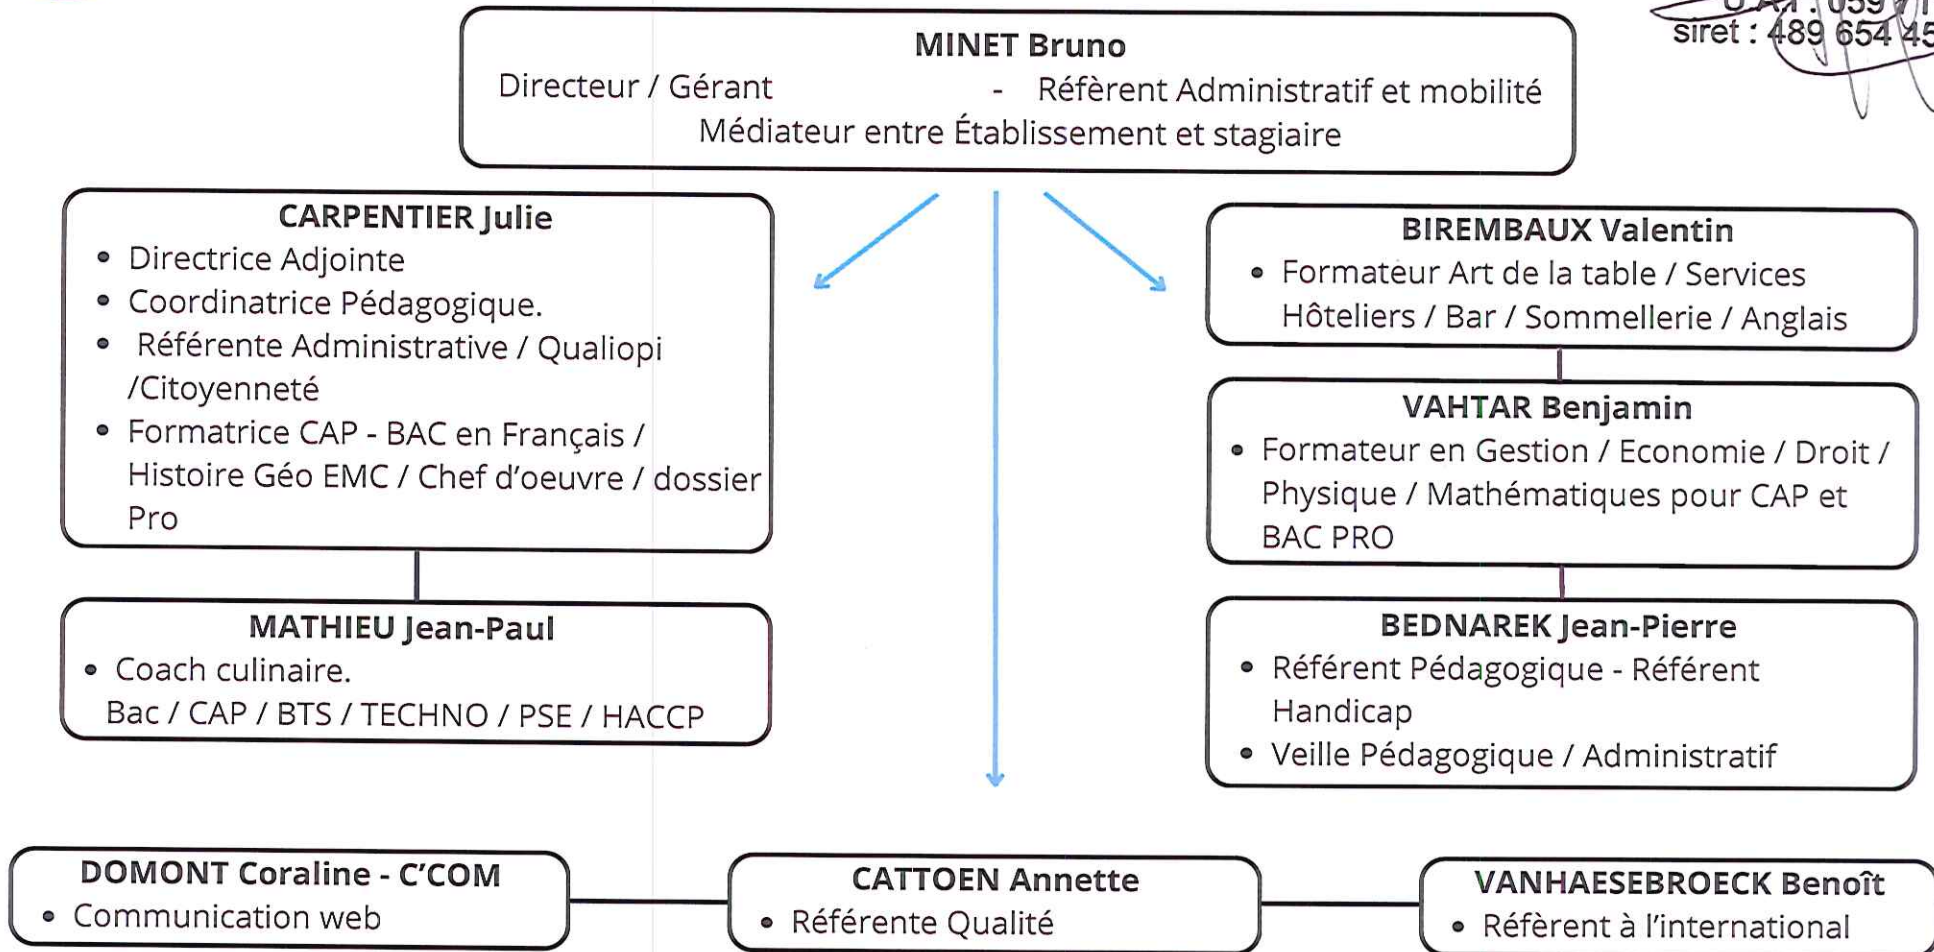 siret : 489 654 45
MINET Bruno
Directeur / Gérant - Réfèrent Administratif et mobilité
Médiateur entre Établissement et stagiaire
CARPENTIER Julie
• Directrice Adjointe
• Coordinatrice Pédagogique.
• Référente Administrative / Qualiopi
/Citoyenneté
• Formatrice CAP - BAC en Français /
Histoire Géo EMC / Chef d'oeuvre / dossier
Pro
MATHIEU Jean-Paul
• Coach culinaire.
Bac / CAP / BTS / TECHNO / PSE / HACCP
BIREMBAUX Valentin
• Formateur Art de la table / Services
Hôteliers / Bar / Sommellerie / Anglais
VAHTAR Benjamin
• Formateur en Gestion / Economie / Droit /
Physique / Mathématiques pour CAP et
BAC PRO
BEDNAREK Jean-Pierre
• Référent Pédagogique - Référent
Handicap
• Veille Pédagogique / Administratif
DOMONT Coraline - C'COM
• Communication web
CATTOEN Annette
• Référente Qualité
VANHAESEBROECK Benoît
• Réfèrent à l'international